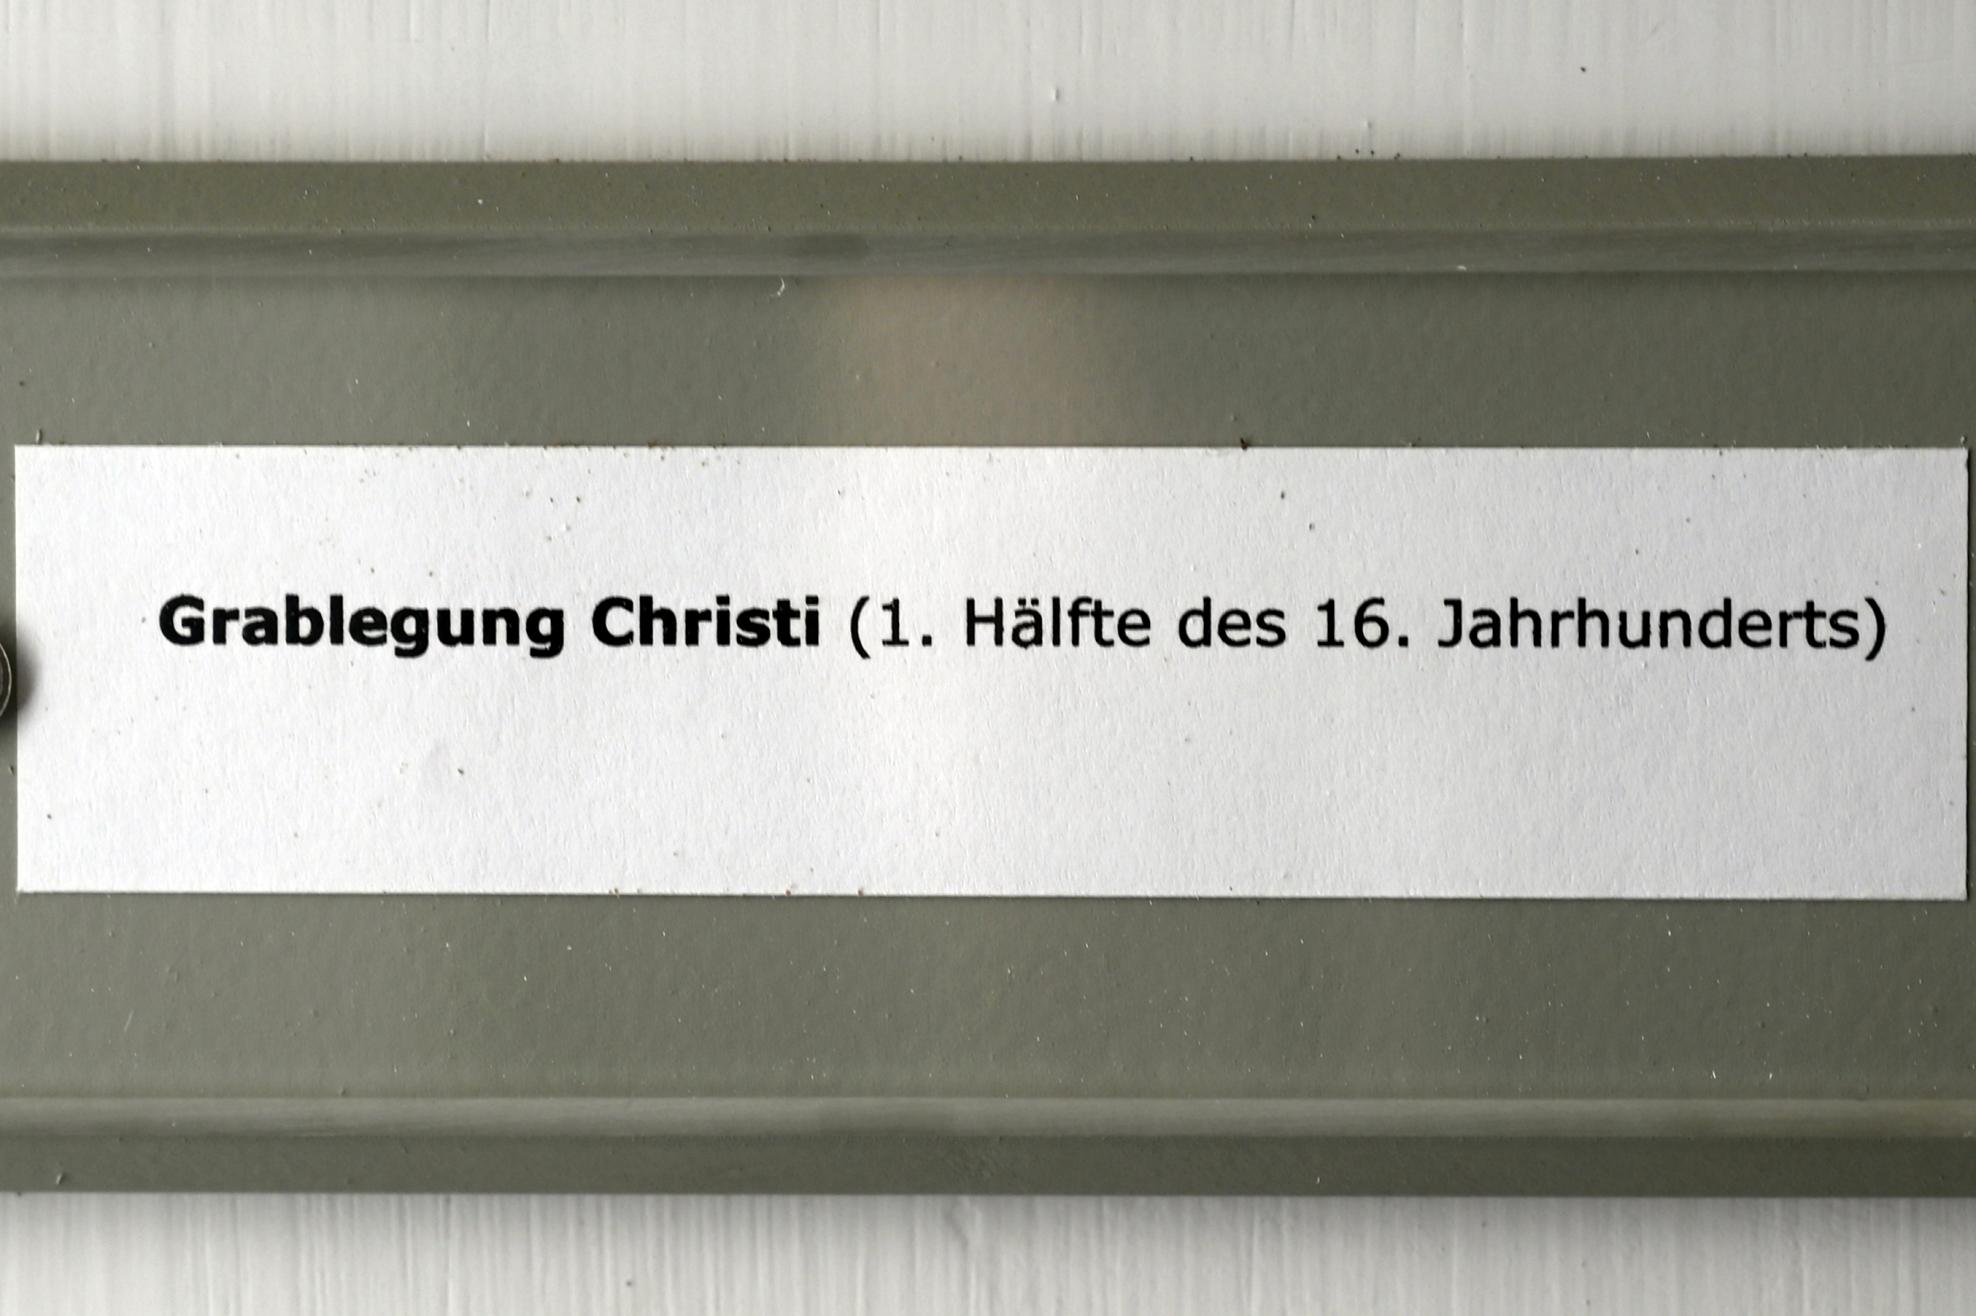 Grablegung Christi (1. Hälfte des 16. Jahrhunderts)